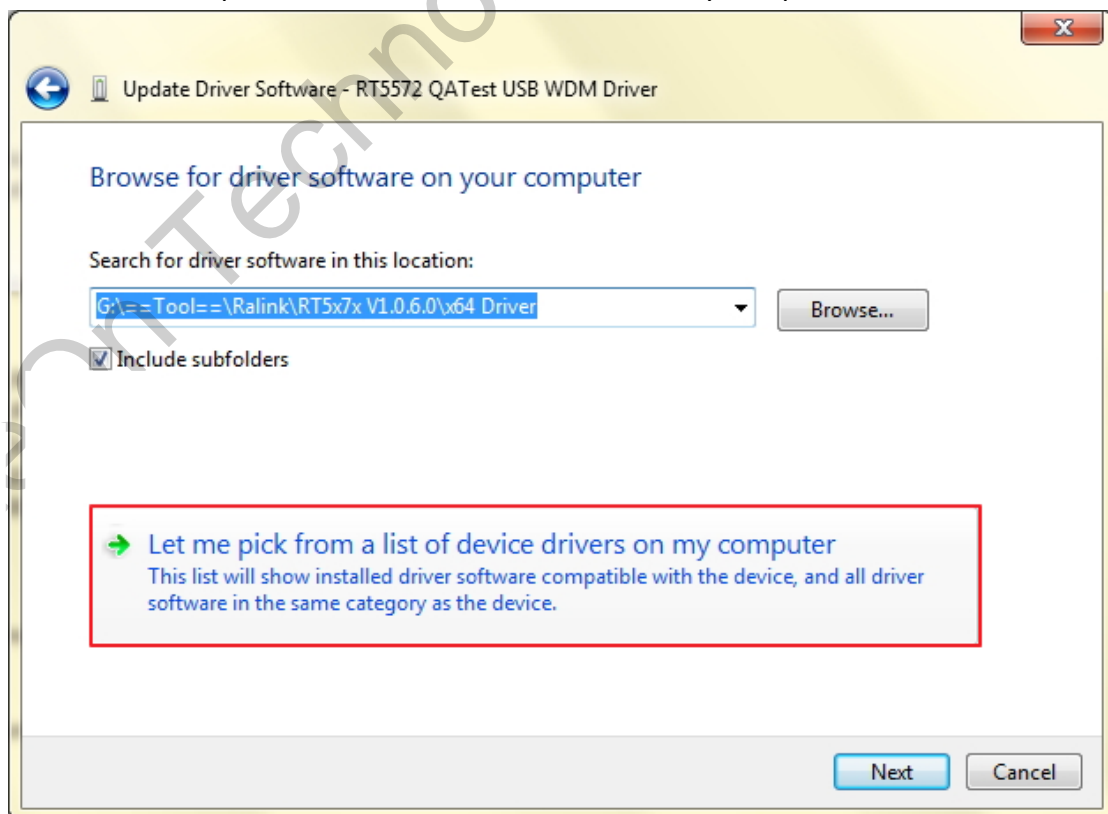 Update Driver Software - RT5572 QATest USB WDM Driver
Browse for driver software on your computer
Search for driver software in this location:
G:\==Tool==\Ralink\RT5x7x V1.0.6.0\x64 Driver
Browse...
Include subfolders
Let me pick from a list of device drivers on my computer
This list will show installed driver software compatible with the device, and all driver
software in the same category as the device.
Next
Cancel